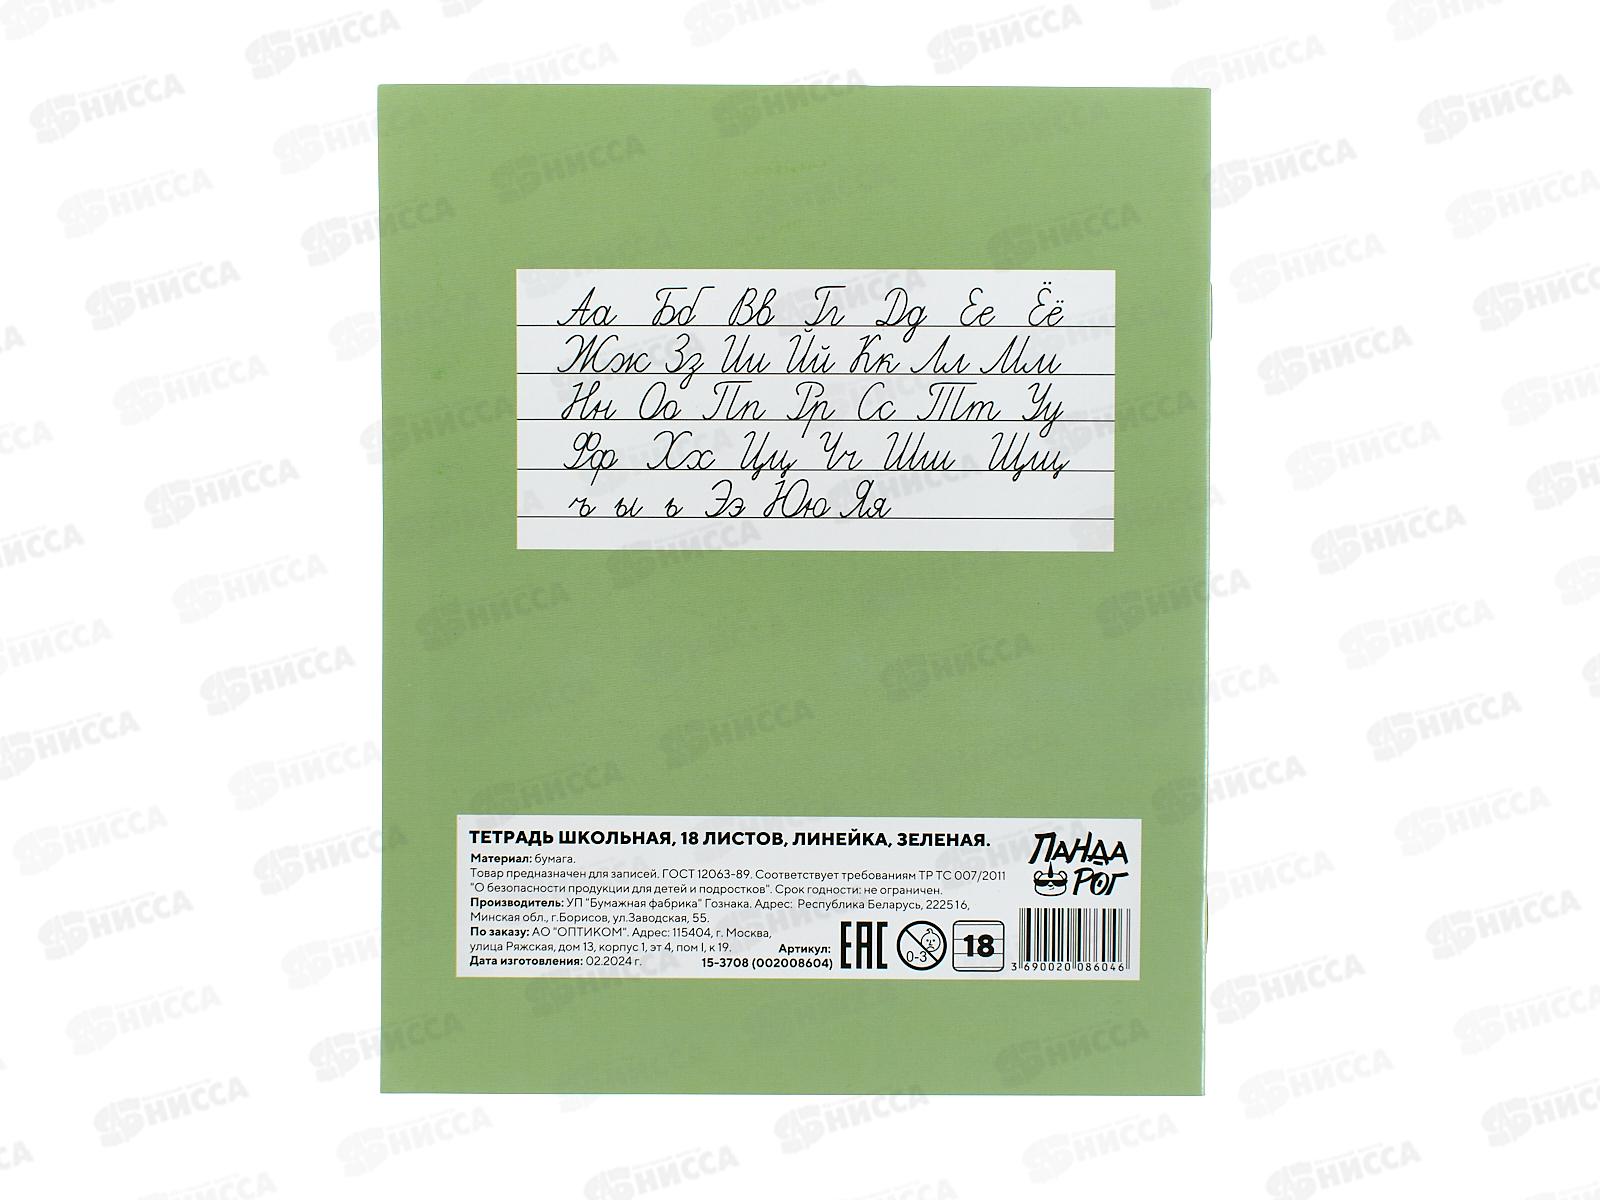 Аа Бб Вв Гг Дд Ее Ёё
Жж Зз Ии Йй Кк Лл Мм
Нн Оо Пп Рр Сс Тт Уу
Фф Хх Цц Чч Шш Щщ
ъ ы ь Ээ Юю Яя
ТЕТРАДЬ ШКОЛЬНАЯ, 18 ЛИСТОВ, ЛИНЕЙКА, ЗЕЛЕНАЯ.
Материал: бумага.
Товар предназначен для записей. ГОСТ 12063-89. Соответствует требованиям ТР ТС 007/2011
"О безопасности продукции для детей и подростков". Срок годности: не ограничен.
Производитель: УП "Бумажная фабрика" Гознака. Адрес: Республика Беларусь, 222516,
Минская обл., г.Борисов, ул.Заводская, 55.
По заказу: АО "ОПТИКОМ". Адрес: 115404, г. Москва,
улица Ряжская, дом 13, корпус 1, эт 4, пом I, к 19.
Дата изготовления: 02.2024 г.
Артикул:
15-3708 (002008604)
ЕАС
0-3
18
ПАНДА
РОГ
3 690020 086046
АБНИССА